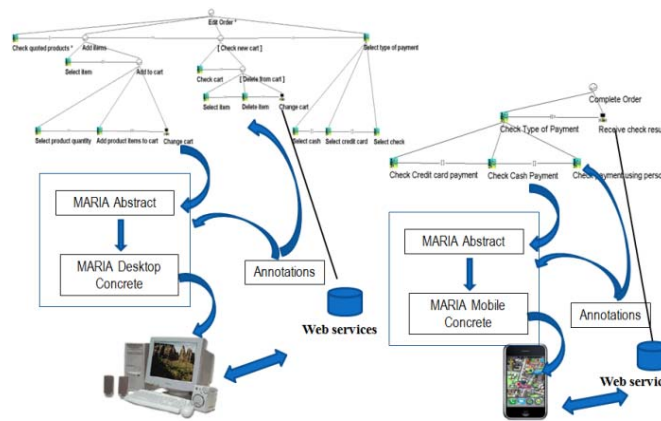 Edit Order *
Check quoted products *
Add items
[ Check new cart ]
Select type of payment
Select item
Add to cart
Check cart
[ Delete from cart ]
Select item
Delete item
Change cart
Select product quantity
Add product items to cart
Change cart
Select cash
Select credit card
Select check
MARIA Abstract
MARIA Desktop
Concrete
Annotations
Web services
Complete Order
Check Type of Payment
Receive check resu
Check Credit card payment
Check Cash Payment
Check payment using perso
MARIA Abstract
MARIA Mobile
Concrete
Annotations
Web servic